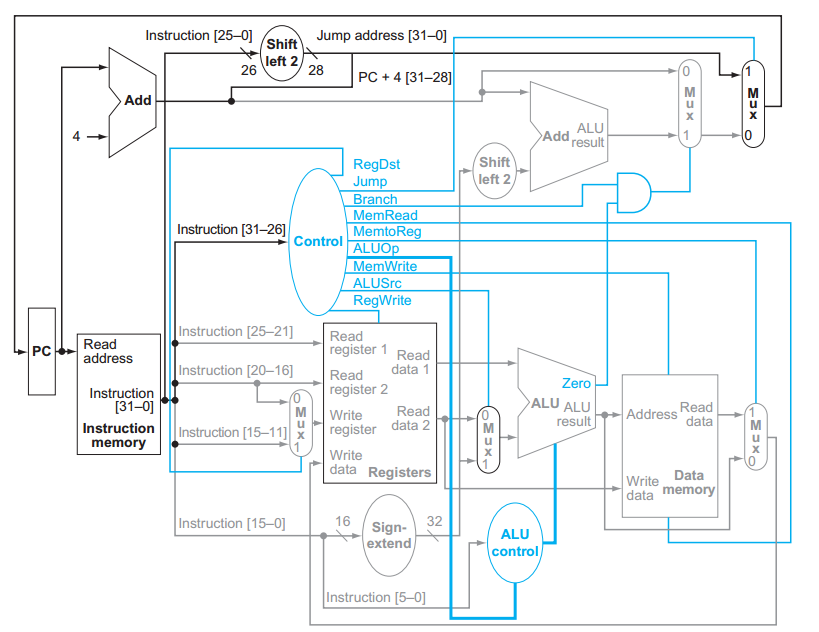 Instruction [25–0]
Shift
left 2
Jump address [31–0]
26
28
PC + 4 [31–28]
Add
4
0
M
u
x
1
1
M
u
x
0
Add
ALU
result
Shift
left 2
RegDst
Jump
Branch
MemRead
MemtoReg
ALUOp
MemWrite
ALUSrc
RegWrite
Instruction [31–26]
Control
PC
Read
address
Instruction
[31–0]
Instruction
memory
Instruction [25–21]
Instruction [20–16]
Instruction [15–11]
0
M
u
x
1
Read
register 1
Read
register 2
Write
register
Write
data
Read
data 1
Read
data 2
Registers
0
M
u
x
1
Zero
ALU
ALU
result
Address
Read
data
Write
data
Data
memory
1
M
u
x
0
Instruction [15–0]
16
Sign-
extend
32
ALU
control
Instruction [5–0]